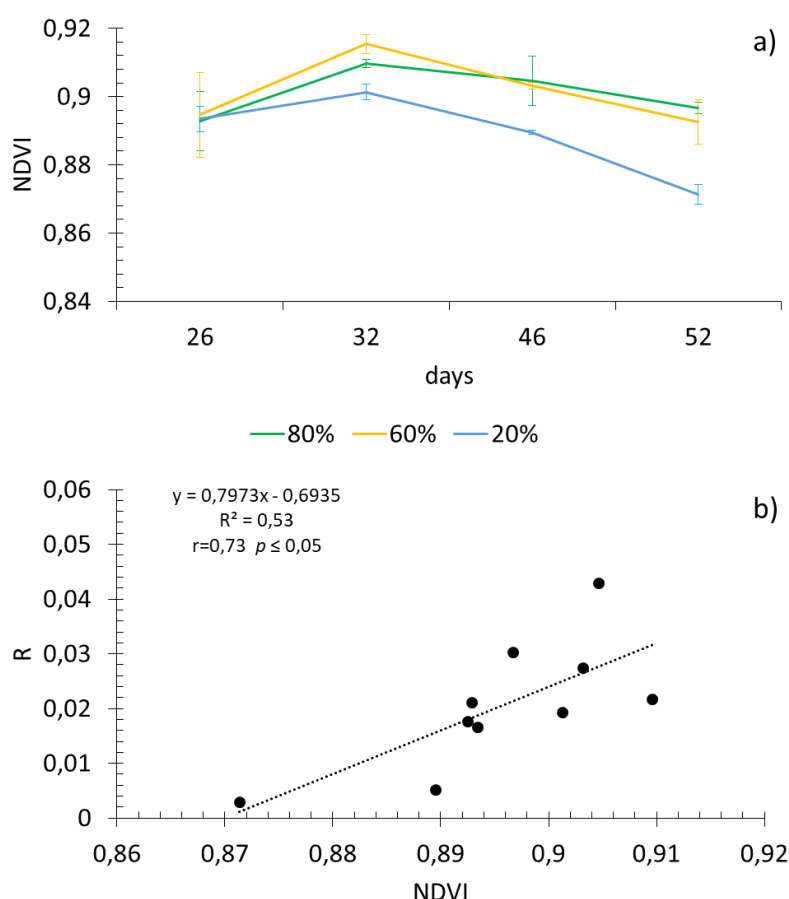 a)
0,92
0,9
0,88
0,86
0,84
NDVI
26 32 46 52
days
80% 60% 20%
b)
y = 0,7973x - 0,6935
R² = 0,53
r=0,73 p ≤ 0,05
0,06
0,05
0,04
0,03
0,02
0,01
0
R
0,86 0,87 0,88 0,89 0,9 0,91 0,92
NDVI